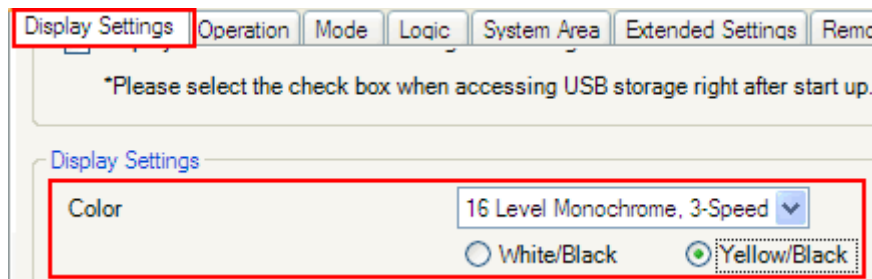 Display Settings Operation Mode Logic System Area Extended Settings Remo
*Please select the check box when accessing USB storage right after start up.
Display Settings
Color 16 Level Monochrome, 3-Speed
White/Black Yellow/Black